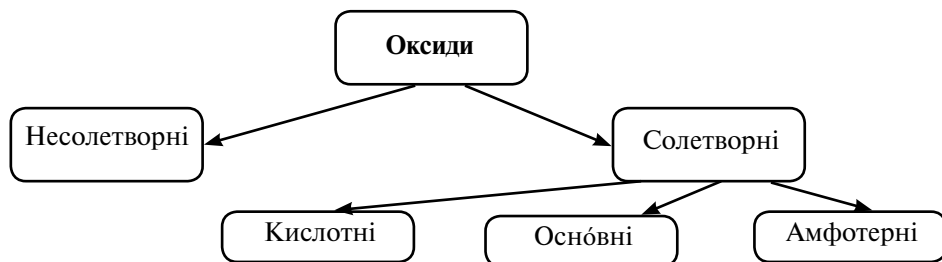 Оксиди
Несолетворні
Солетворні
Кислотні
Оснóвні
Амфотерні